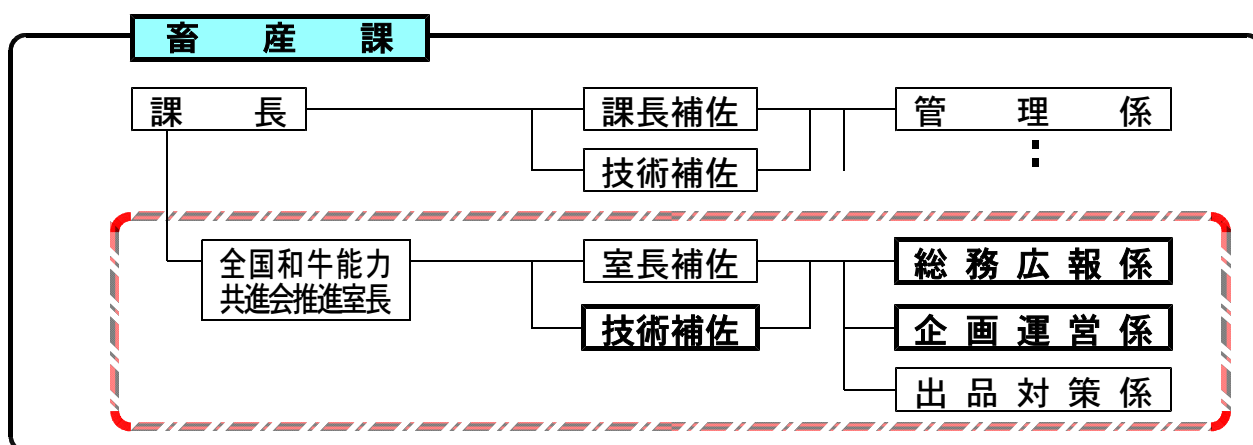 畜産課
課長
課長補佐
管理係
技術補佐
：
全国和牛能力
共進会推進室長
室長補佐
総務広報係
技術補佐
企画運営係
出品対策係